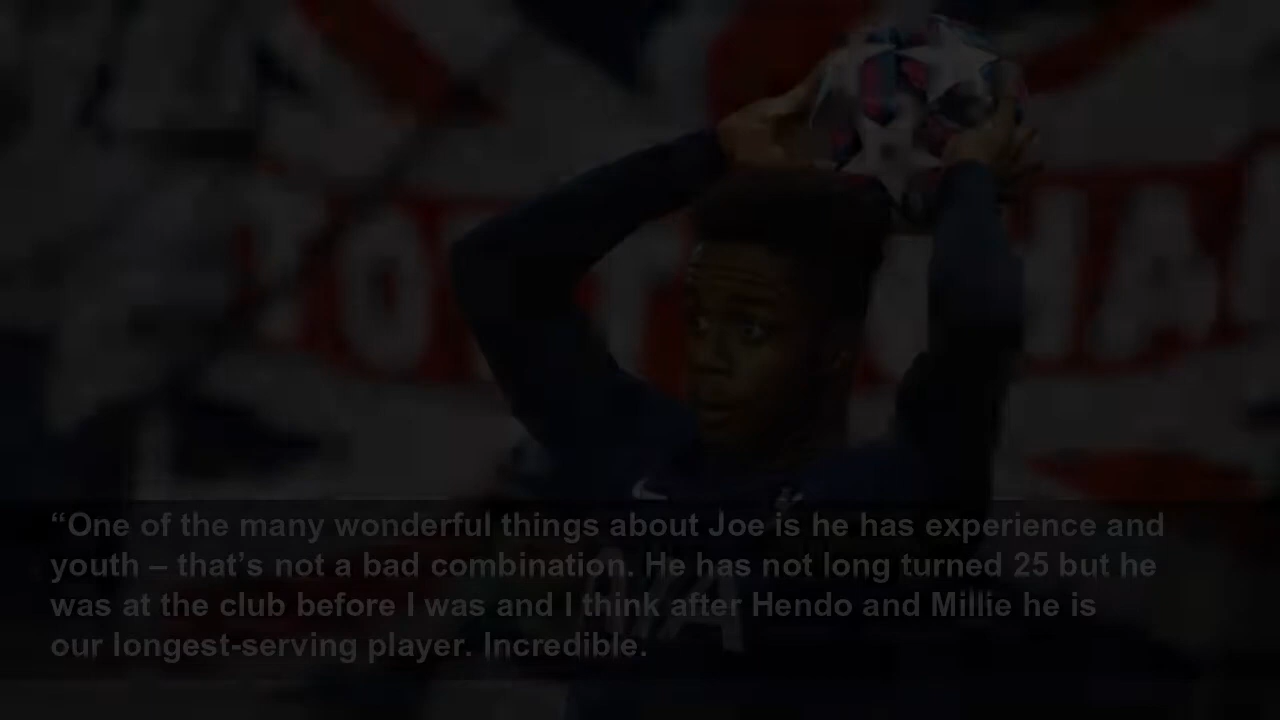 “One of the many wonderful things about Joe is he has experience and
youth – that’s not a bad combination. He has not long turned 25 but he
was at the club before I was and I think after Hendo and Millie he is
our longest-serving player. Incredible.
AIA